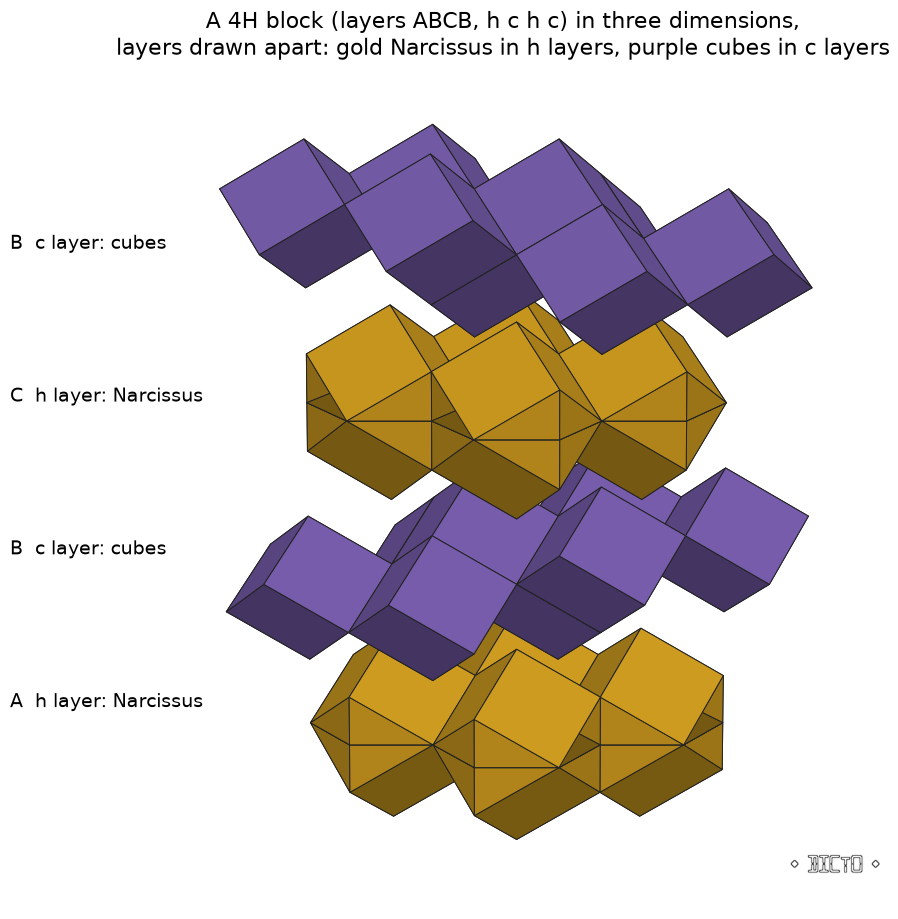 A 4H block (layers ABCB, h c h c) in three dimensions,
layers drawn apart: gold Narcissus in h layers, purple cubes in c layers
B  c layer: cubes
C  h layer: Narcissus
B  c layer: cubes
A  h layer: Narcissus
DICTO